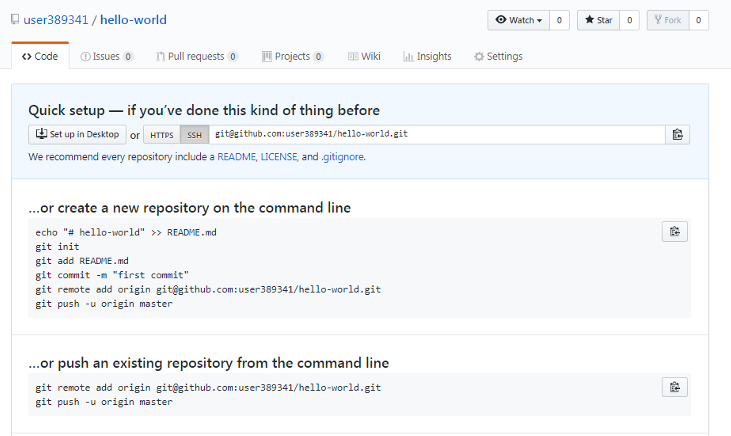 user389341 / hello-world
Watch 0 Star 0 Fork 0
Code Issues 0 Pull requests 0 Projects 0 Wiki Insights Settings
Quick setup — if you've done this kind of thing before
Set up in Desktop or HTTPS SSH git@github.com:user389341/hello-world.git
We recommend every repository include a README, LICENSE, and .gitignore.
...or create a new repository on the command line
echo "# hello-world" >> README.md
git init
git add README.md
git commit -m "first commit"
git remote add origin git@github.com:user389341/hello-world.git
git push -u origin master
...or push an existing repository from the command line
git remote add origin git@github.com:user389341/hello-world.git
git push -u origin master